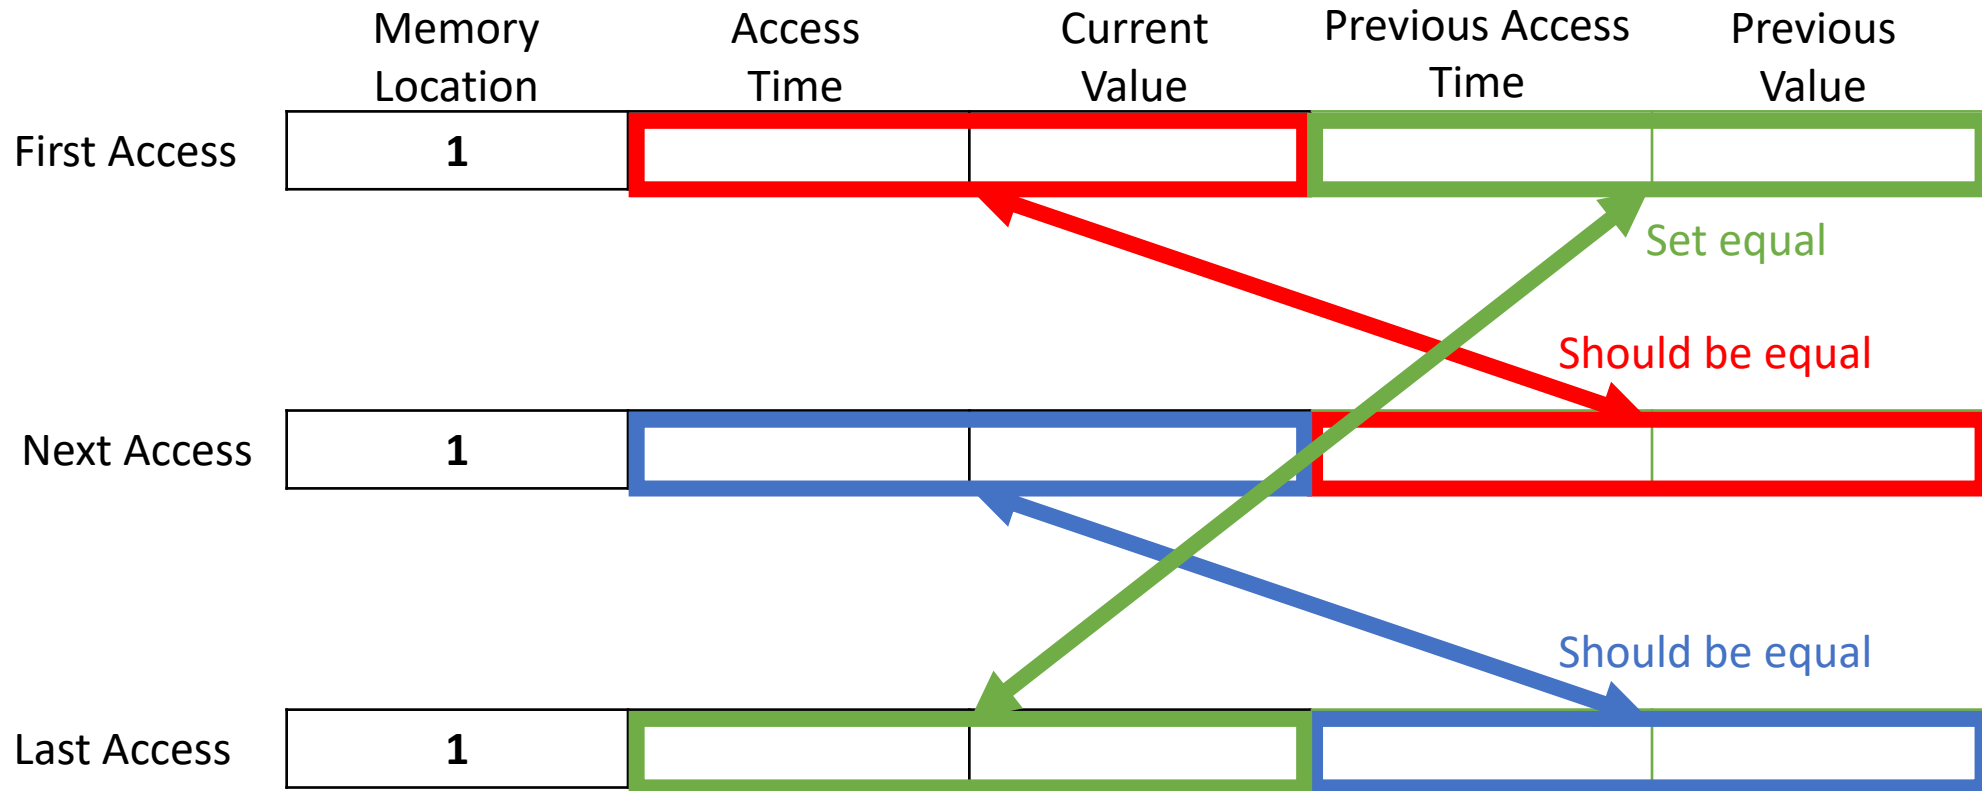 Memory Location
Access Time
Current Value
Previous Access Time
Previous Value
First Access
1
Set equal
Should be equal
Next Access
1
Should be equal
Last Access
1